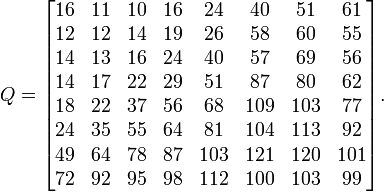 16 11 10 16 24 40 51 61
12 12 14 19 26 58 60 55
14 13 16 24 40 57 69 56
14 17 22 29 51 87 80 62
Q = 18 22 37 56 68 109 103 77 .
24 35 55 64 81 104 113 92
49 64 78 87 103 121 120 101
72 92 95 98 112 100 103 99